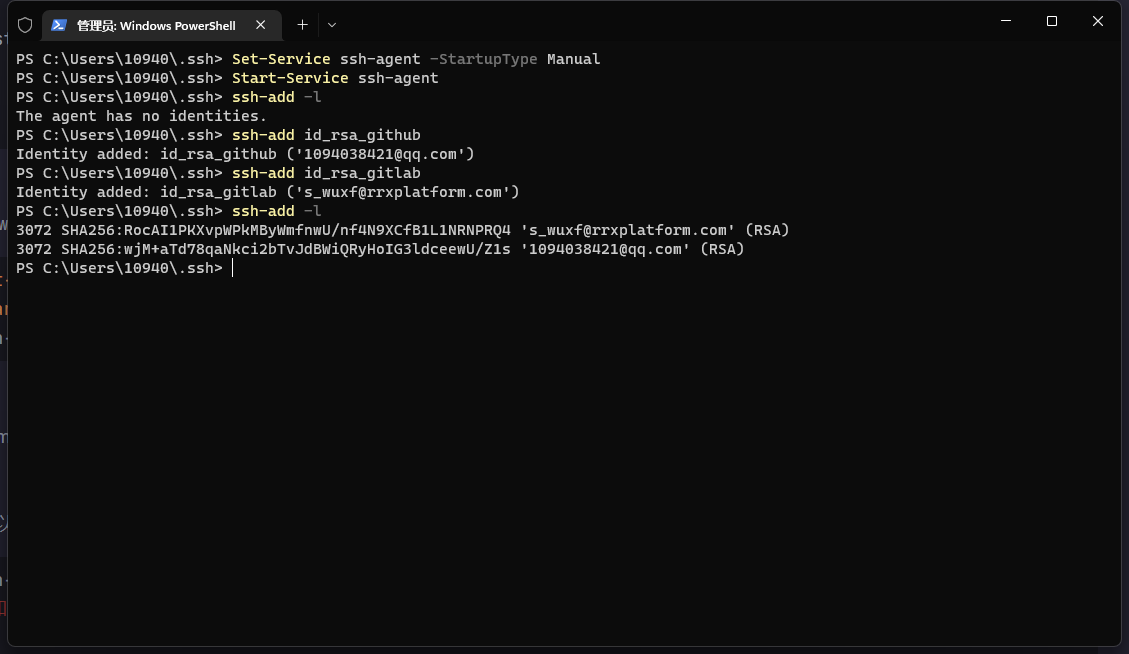 管理员: Windows PowerShell
PS C:\Users\10940\.ssh> Set-Service ssh-agent -StartupType Manual
PS C:\Users\10940\.ssh> Start-Service ssh-agent
PS C:\Users\10940\.ssh> ssh-add -l
The agent has no identities.
PS C:\Users\10940\.ssh> ssh-add id_rsa_github
Identity added: id_rsa_github ('1094038421@qq.com')
PS C:\Users\10940\.ssh> ssh-add id_rsa_gitlab
Identity added: id_rsa_gitlab ('s_wuxf@rrxplatform.com')
PS C:\Users\10940\.ssh> ssh-add -l
3072 SHA256:RocAI1PKXvpWPkMByWmfnwU/nf4N9XCfB1L1NRNPRQ4 's_wuxf@rrxplatform.com' (RSA)
3072 SHA256:wjM+aTd78qaNkci2bTvJdBWiQRyHoIG3ldceewU/Z1s '1094038421@qq.com' (RSA)
PS C:\Users\10940\.ssh>